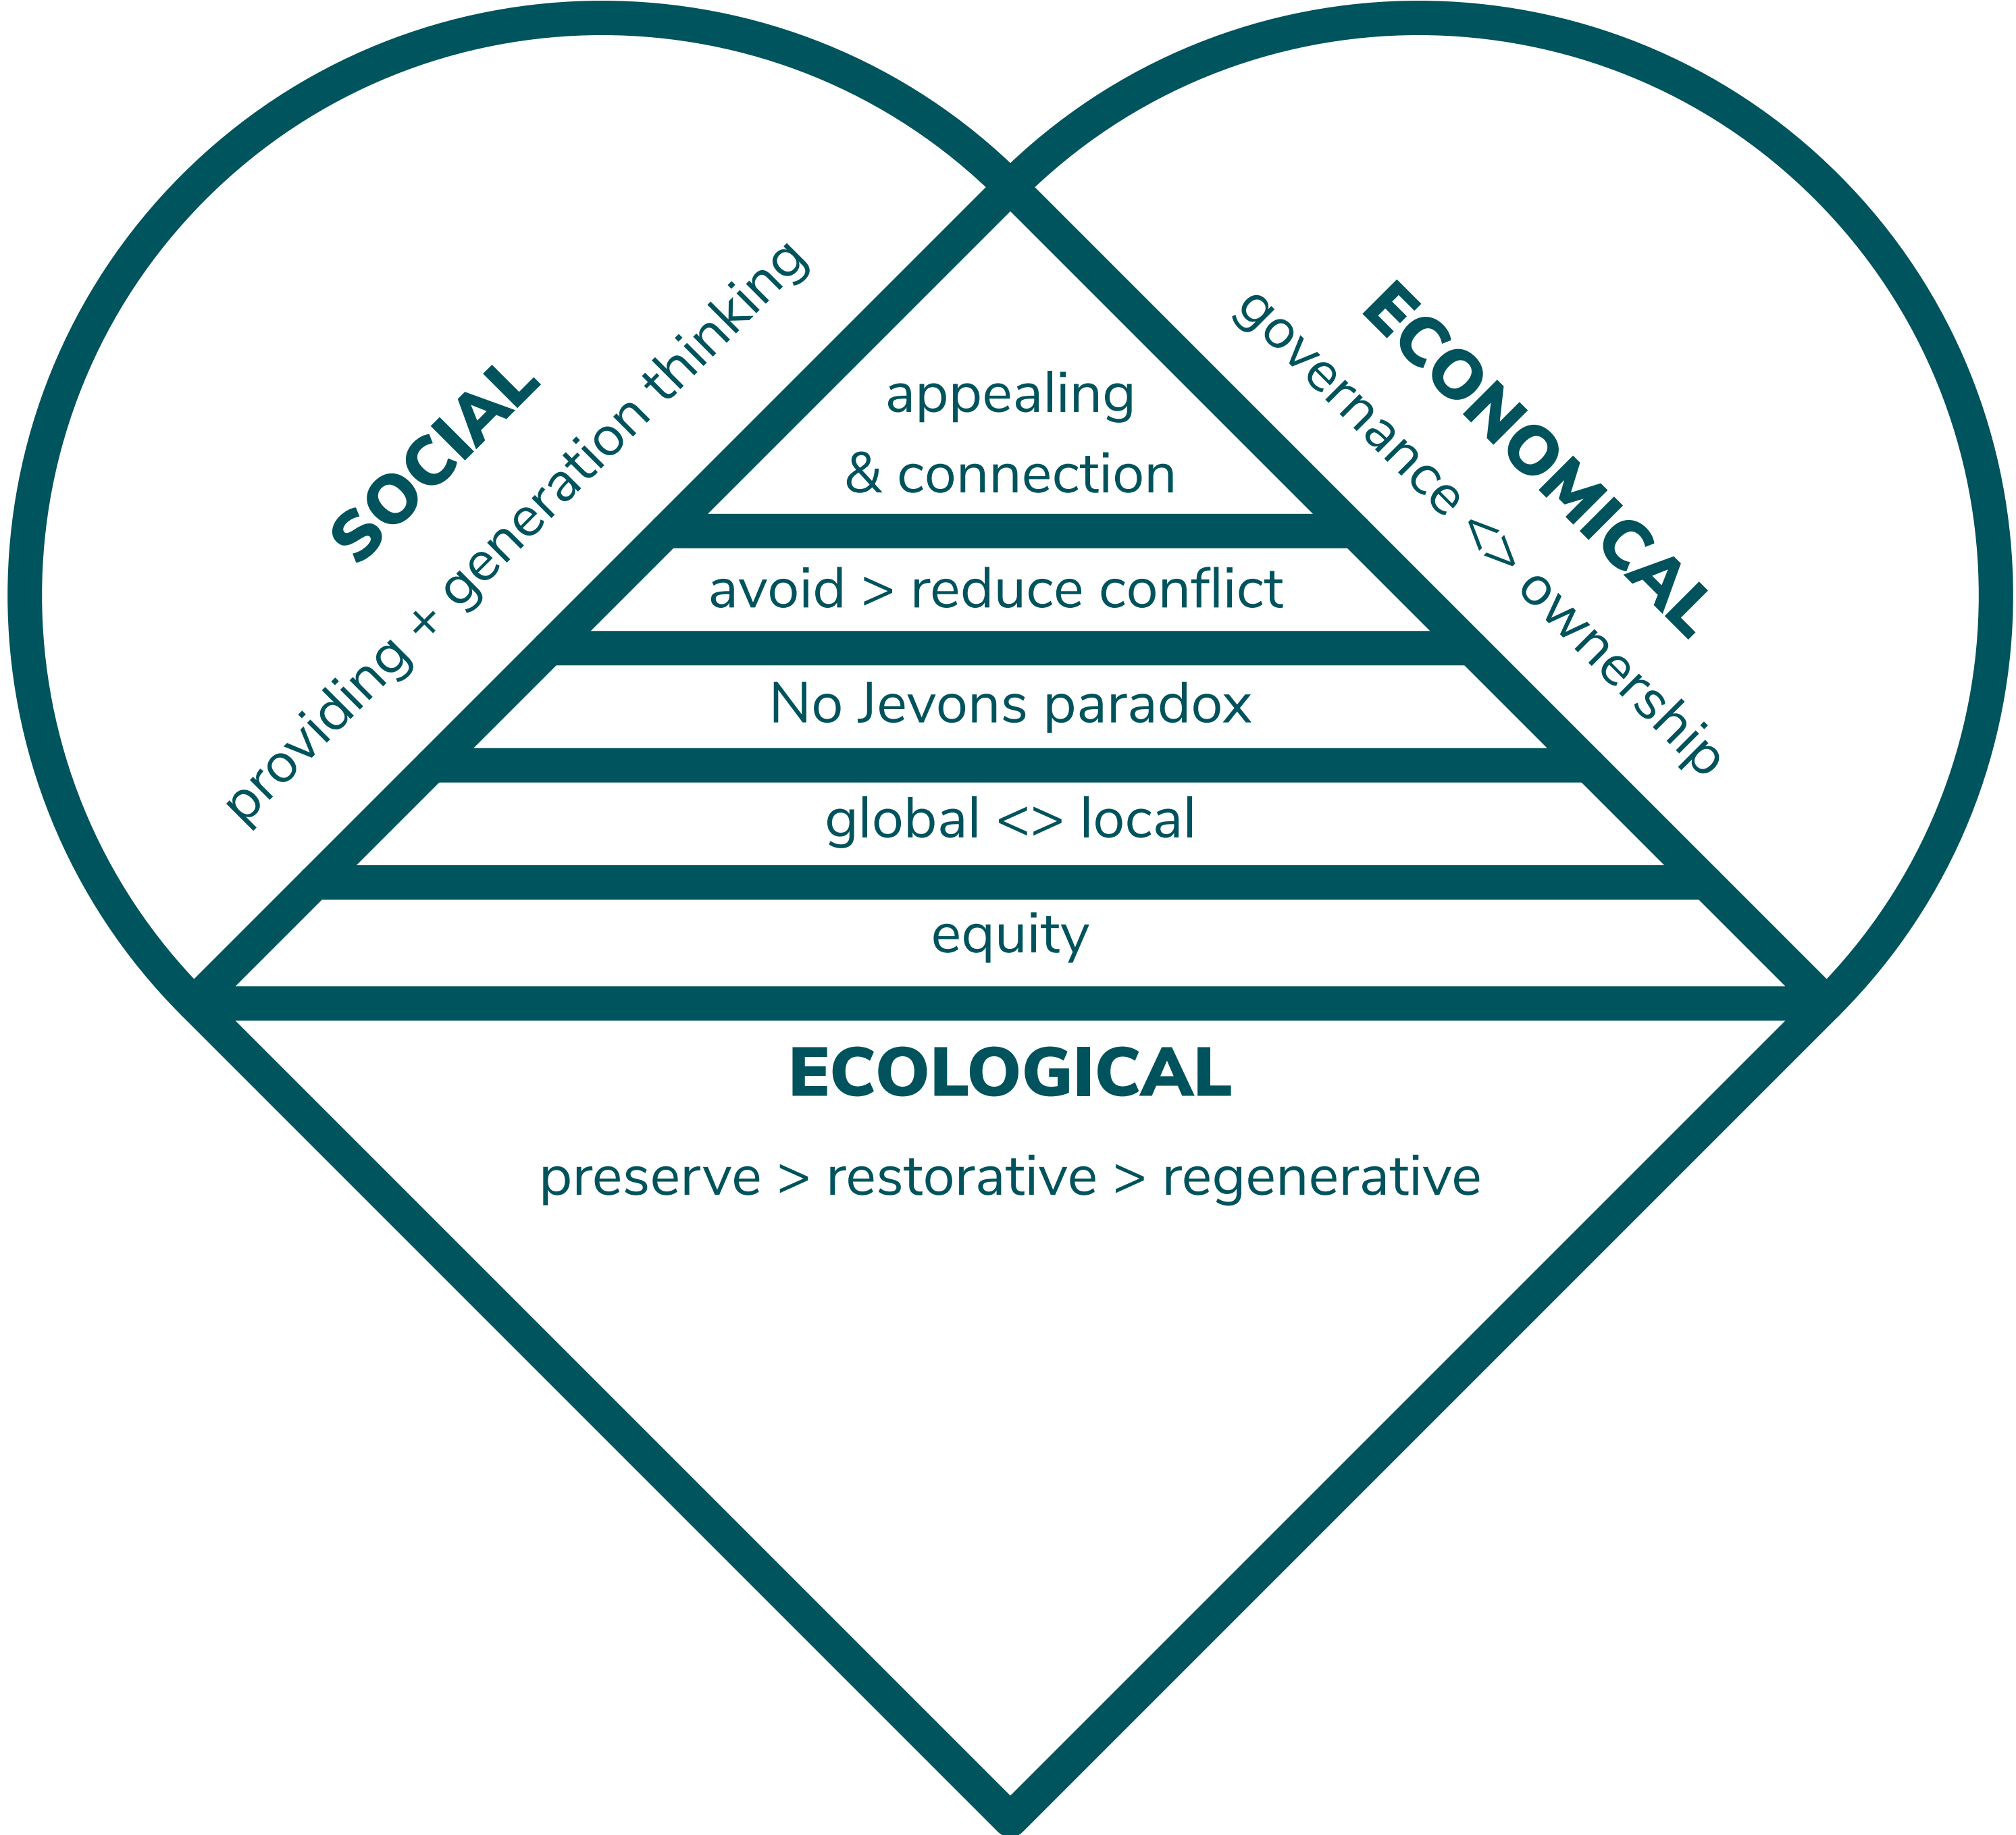 SOCIAL
providing + genderation thinking
ECONOMICAL
governance <> ownership
appealing
& connection
avoid > reduce conflict
No Jevons paradox
global <> local
equity
ECOLOGICAL
preserve > restorative > regenerative